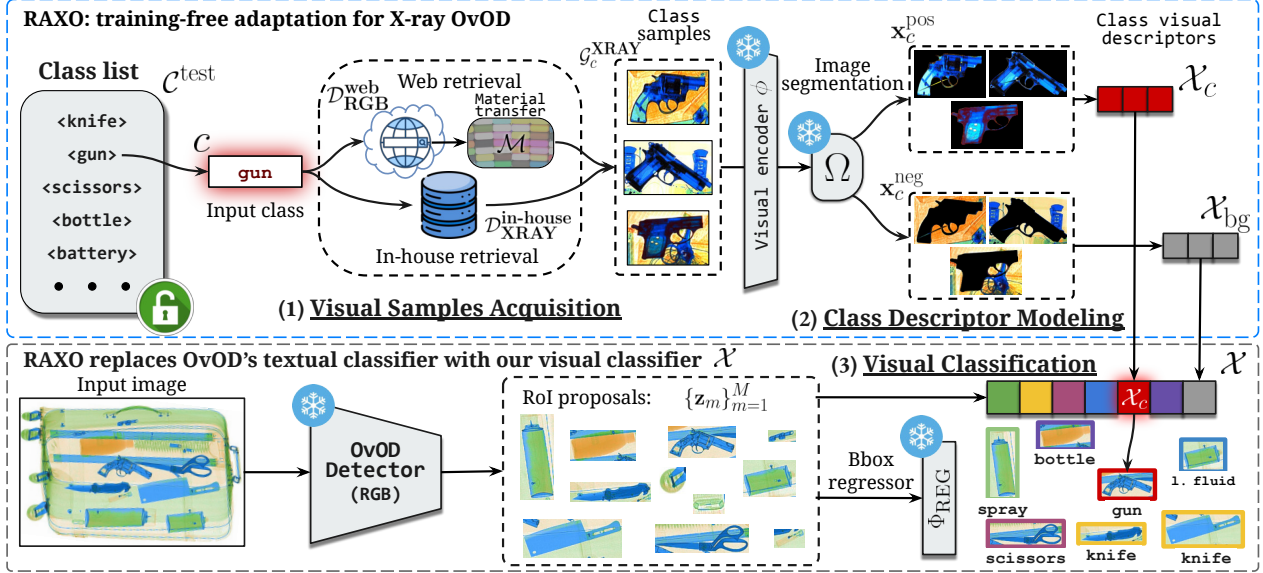 RAXO: training-free adaptation for X-ray OvOD
Class list
𝒞^test
<knife>
<gun>
<scissors>
<bottle>
<battery>
• • •
c
gun
Input class
Web retrieval
𝒟^web_RGB
Material
transfer
ℳ
𝒟^in-house_XRAY
In-house retrieval
(1) Visual Samples Acquisition
Class
samples
𝒢_c^XRAY
Visual encoder ϕ
Image
segmentation
Ω
x_c^pos
x_c^neg
Class visual
descriptors
𝒳_c
𝒳_bg
(2) Class Descriptor Modeling
RAXO replaces OvOD's textual classifier with our visual classifier 𝒳
Input image
OvOD
Detector
(RGB)
RoI proposals: {z_m}_{m=1}^M
Bbox
regressor
Φ_REG
(3) Visual Classification
𝒳
𝒳_c
spray
bottle
gun
l. fluid
scissors
knife
knife